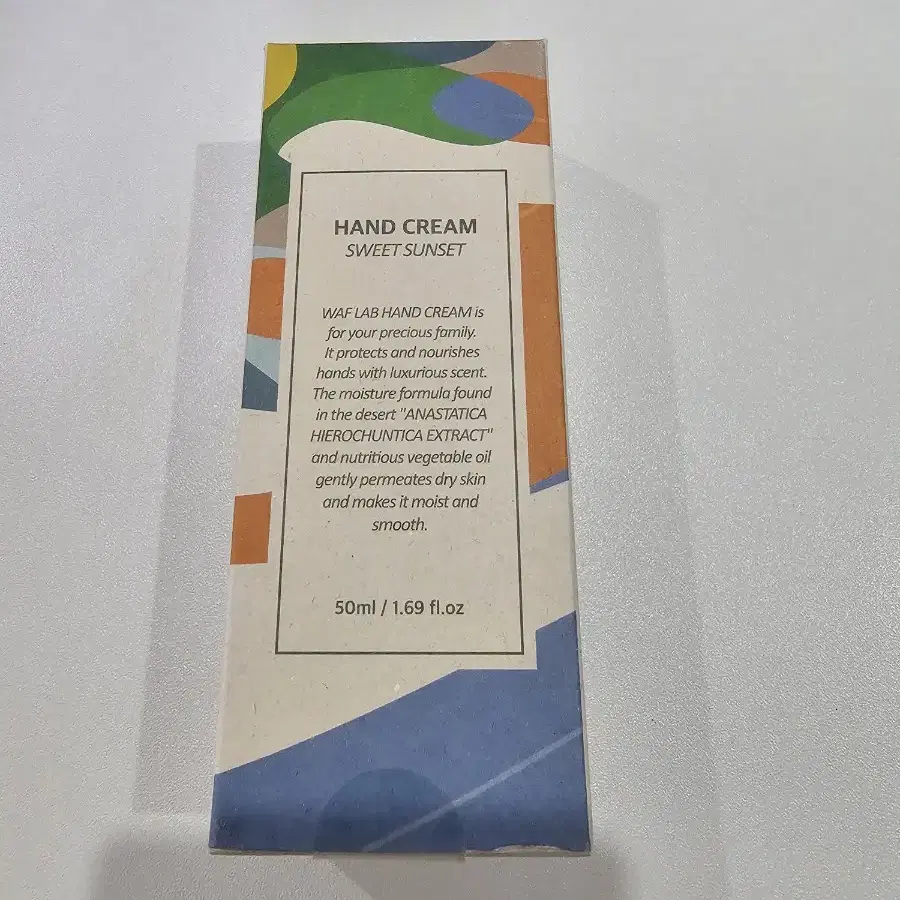 HAND CREAM
SWEET SUNSET
WAF LAB HAND CREAM is
for your precious family.
It protects and nourishes
hands with luxurious scent.
The moisture formula found
in the desert "ANASTATICA
HIEROCHUNTICA EXTRACT"
and nutritious vegetable oil
gently permeates dry skin
and makes it moist and
smooth.
50ml / 1.69 fl.oz